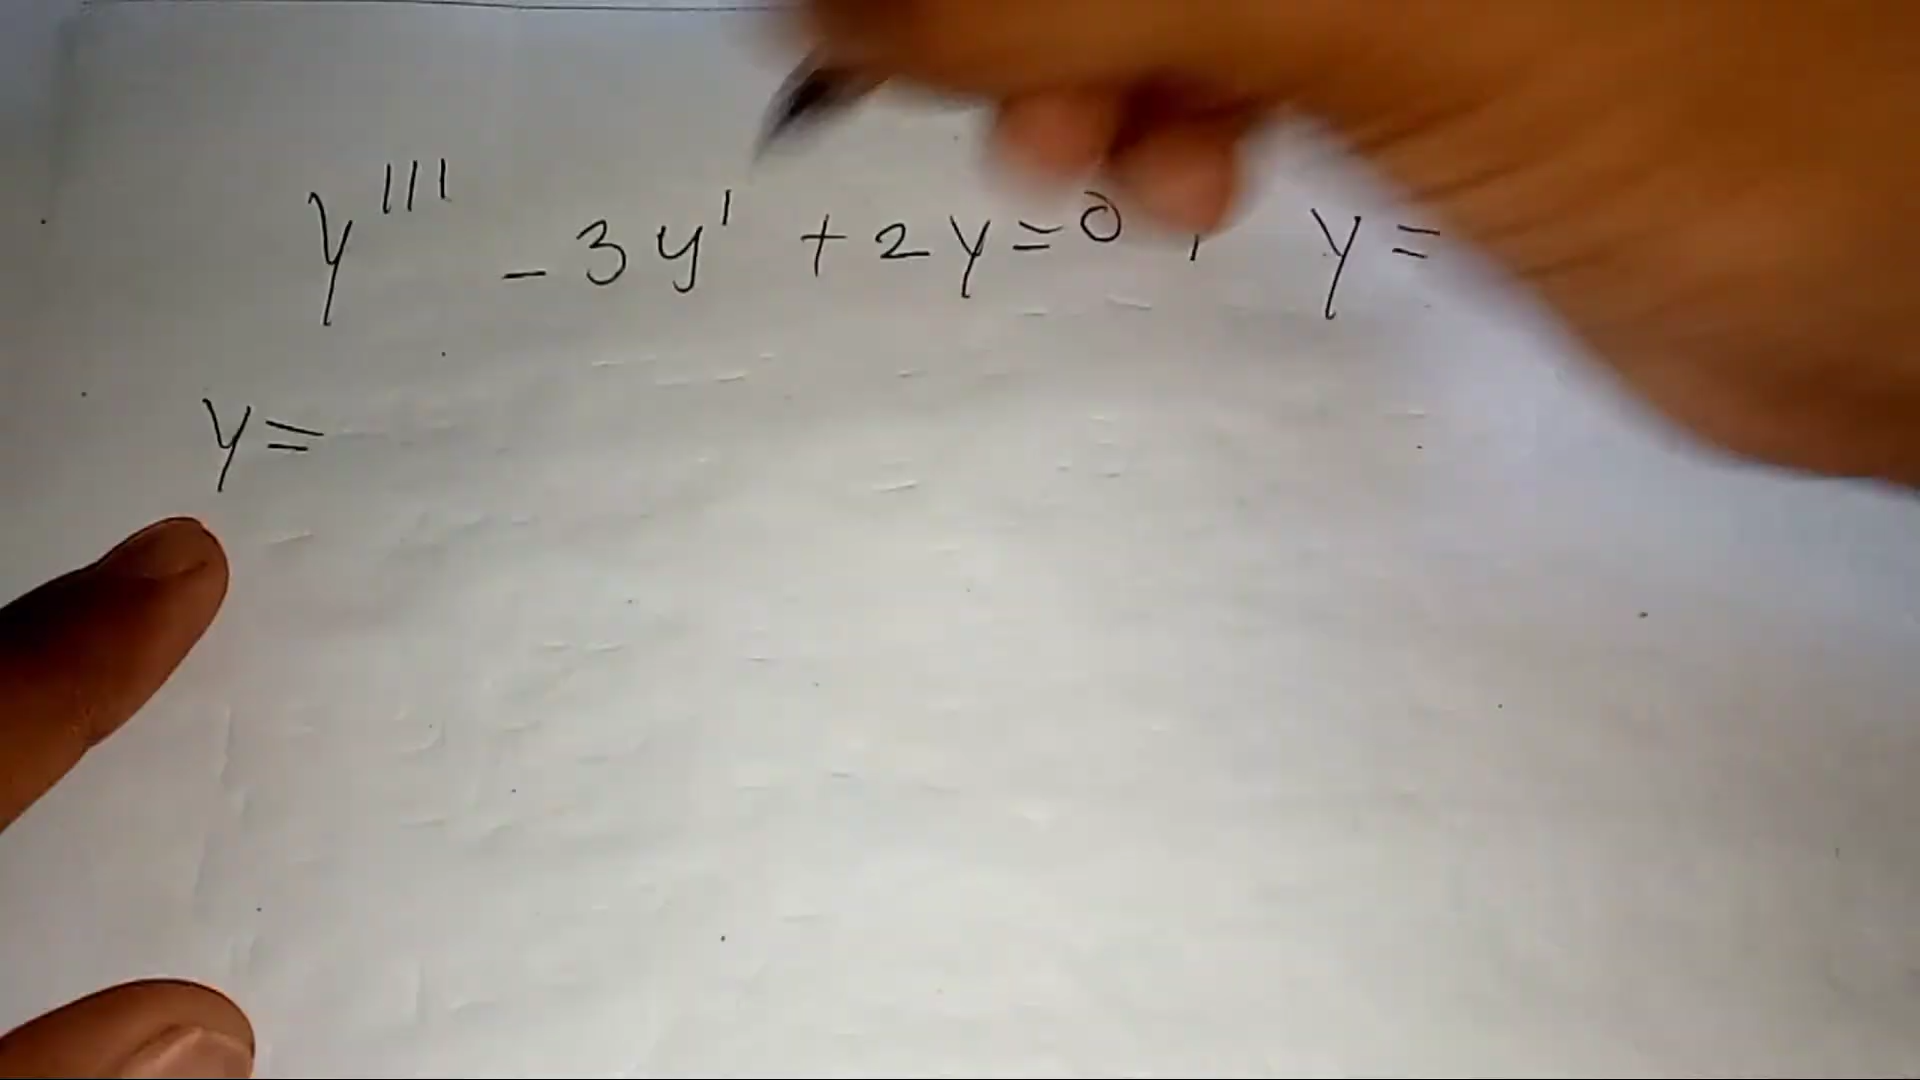 y''' - 3y' + 2y = 0, y =
y =